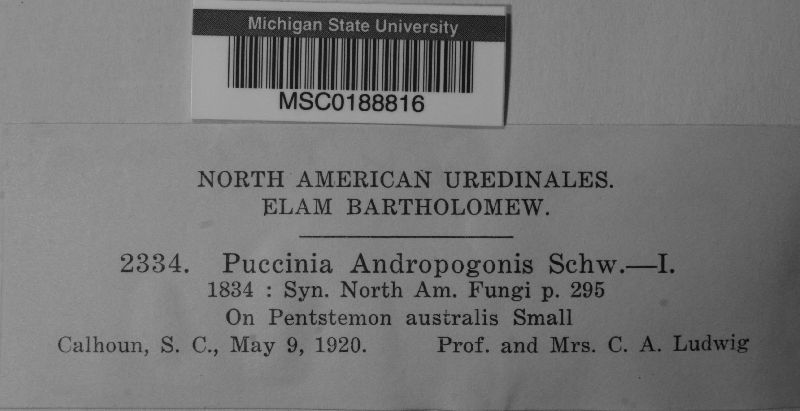 Michigan State University
MSC0188816
NORTH AMERICAN UREDINALES.
ELAM BARTHOLOMEW.
2334. Puccinia Andropogonis Schw.—I.
1834 : Syn. North Am. Fungi p. 295
On Pentstemon australis Small
Calhoun, S. C., May 9, 1920. Prof. and Mrs. C. A. Ludwig